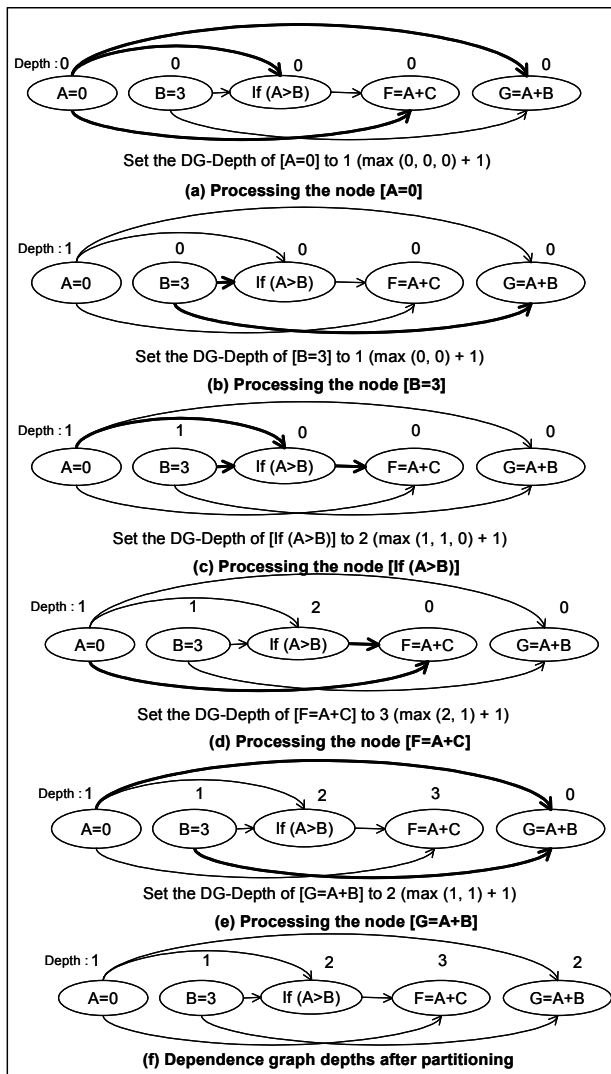 Depth : 0 0 0 0 0
A=0 B=3 If (A>B) F=A+C G=A+B
Set the DG-Depth of [A=0] to 1 (max (0, 0, 0) + 1)
(a) Processing the node [A=0]
Depth : 1 0 0 0 0
A=0 B=3 If (A>B) F=A+C G=A+B
Set the DG-Depth of [B=3] to 1 (max (0, 0) + 1)
(b) Processing the node [B=3]
Depth : 1 1 0 0 0
A=0 B=3 If (A>B) F=A+C G=A+B
Set the DG-Depth of [If (A>B)] to 2 (max (1, 1, 0) + 1)
(c) Processing the node [If (A>B)]
Depth : 1 1 2 0 0
A=0 B=3 If (A>B) F=A+C G=A+B
Set the DG-Depth of [F=A+C] to 3 (max (2, 1) + 1)
(d) Processing the node [F=A+C]
Depth : 1 1 2 3 0
A=0 B=3 If (A>B) F=A+C G=A+B
Set the DG-Depth of [G=A+B] to 2 (max (1, 1) + 1)
(e) Processing the node [G=A+B]
Depth : 1 1 2 3 2
A=0 B=3 If (A>B) F=A+C G=A+B
(f) Dependence graph depths after partitioning